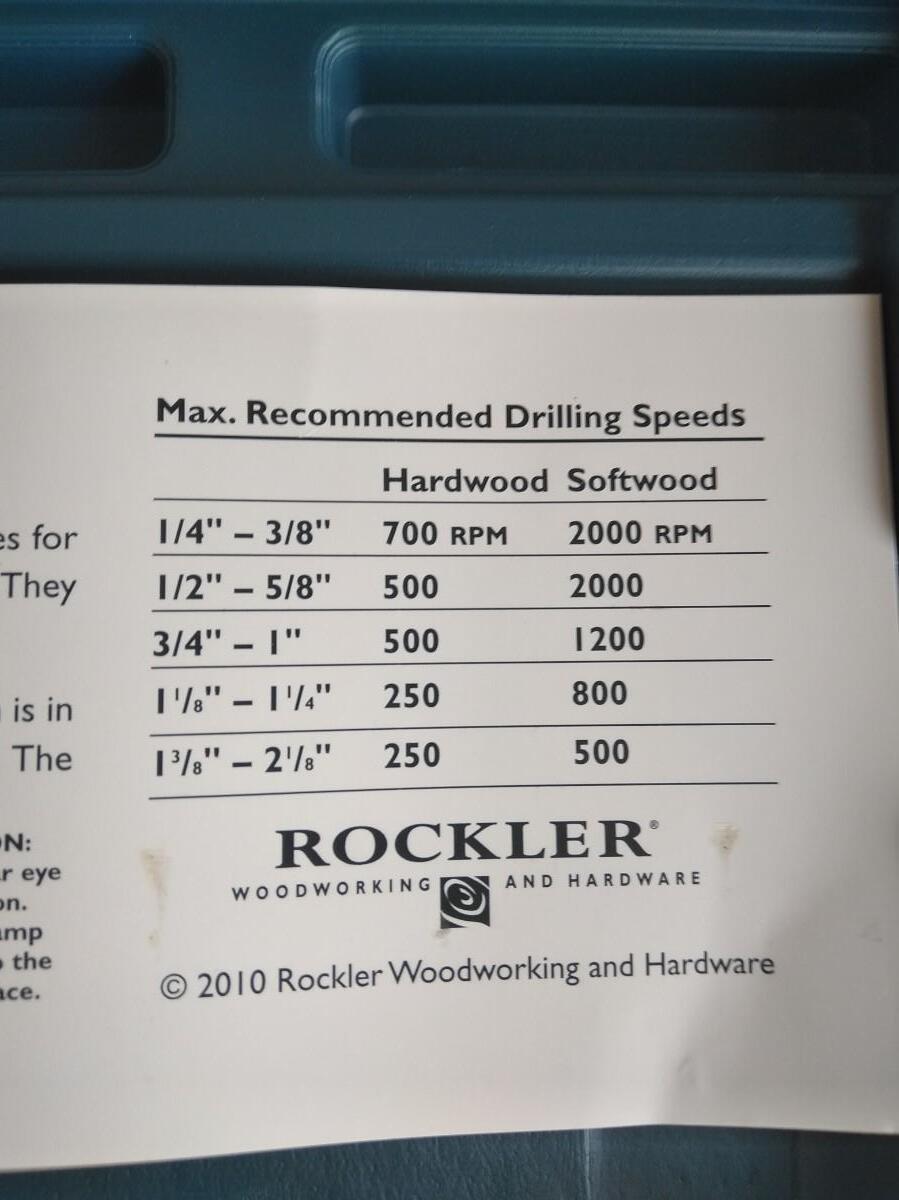 Max. Recommended Drilling Speeds
Hardwood Softwood
1/4" – 3/8" 700 RPM 2000 RPM
1/2" – 5/8" 500 2000
3/4" – 1" 500 1200
1 1/8" – 1 1/4" 250 800
1 3/8" – 2 1/8" 250 500
ROCKLER®
WOODWORKING AND HARDWARE
© 2010 Rockler Woodworking and Hardware
es for
They
is in
The
N:
r eye
on.
amp
the
ace.